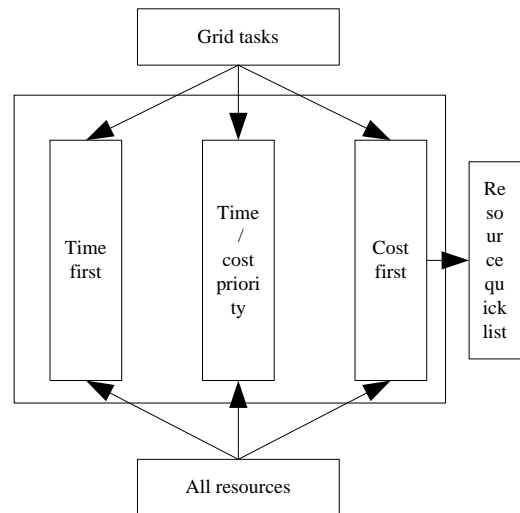 Grid tasks
Time
first
Time
/
cost
priori
ty
Cost
first
Re
so
ur
ce
qu
ick
list
All resources